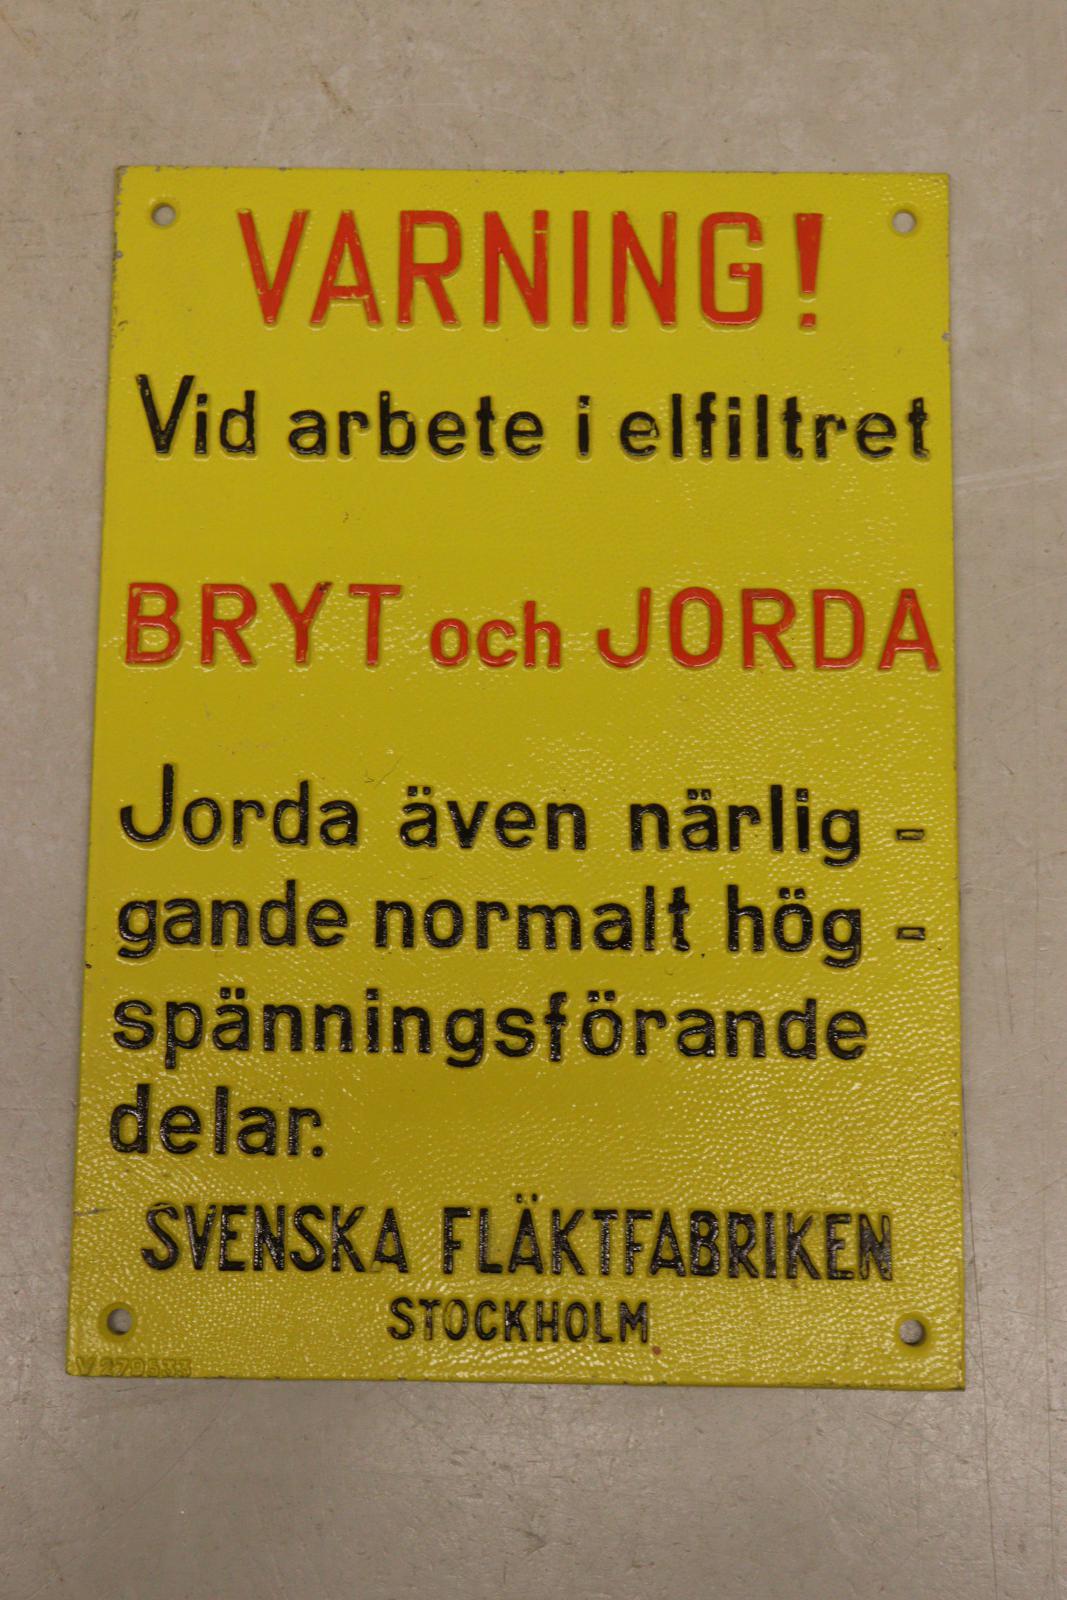 VARNING!
Vid arbete i elfiltret
BRYT och JORDA
Jorda även närlig-
gande normalt hög-
spänningsförande
delar.
SVENSKA FLÄKTFABRIKEN
STOCKHOLM